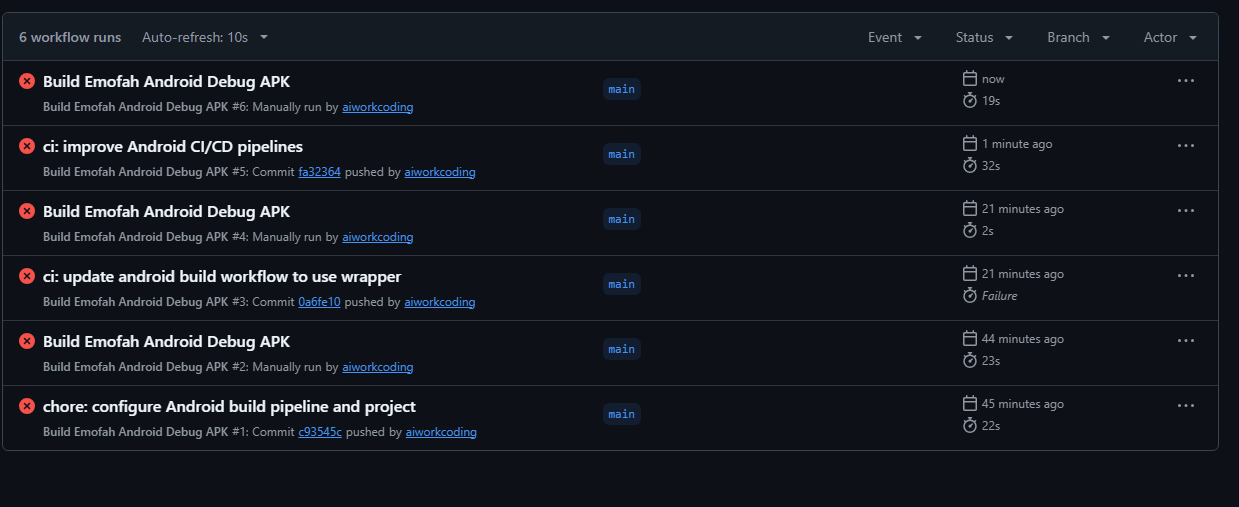 6 workflow runs Auto-refresh: 10s Event Status Branch Actor
Build Emofah Android Debug APK main now
Build Emofah Android Debug APK #6: Manually run by aiworkcoding 19s
ci: improve Android CI/CD pipelines main 1 minute ago
Build Emofah Android Debug APK #5: Commit fa32364 pushed by aiworkcoding 32s
Build Emofah Android Debug APK main 21 minutes ago
Build Emofah Android Debug APK #4: Manually run by aiworkcoding 2s
ci: update android build workflow to use wrapper main 21 minutes ago
Build Emofah Android Debug APK #3: Commit 0a6fe10 pushed by aiworkcoding Failure
Build Emofah Android Debug APK main 44 minutes ago
Build Emofah Android Debug APK #2: Manually run by aiworkcoding 23s
chore: configure Android build pipeline and project main 45 minutes ago
Build Emofah Android Debug APK #1: Commit c93545c pushed by aiworkcoding 22s